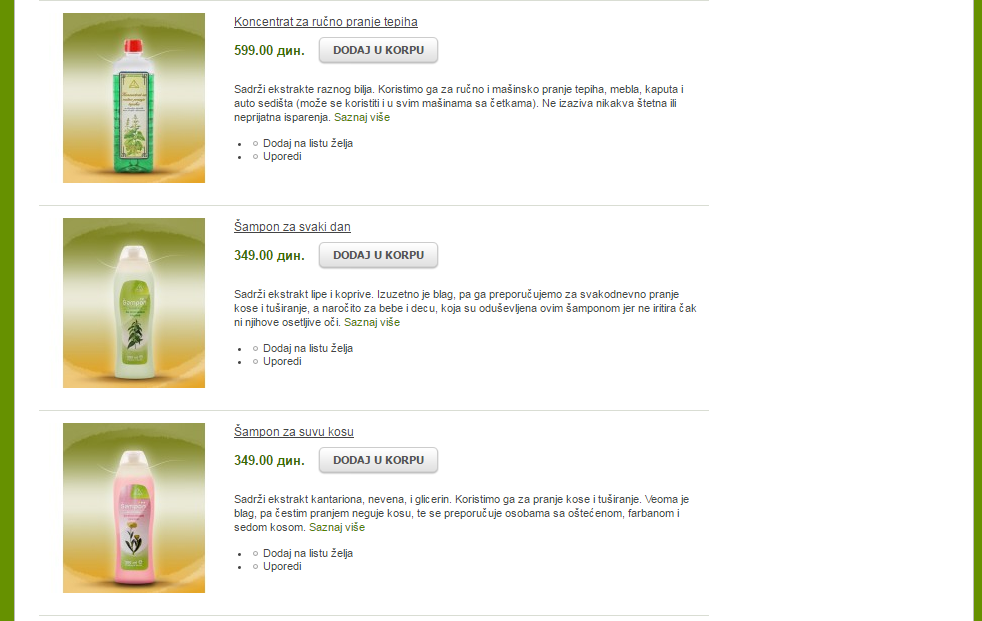 Koncentrat za ručno pranje tepiha
599.00 дин.
DODAJ U KORPU
Sadrži ekstrakte raznog bilja. Koristimo ga za ručno i mašinsko pranje tepiha, mebla, kaputa i
auto sedišta (može se koristiti i u svim mašinama sa četkama). Ne izaziva nikakva štetna ili
neprijatna isparenja. Saznaj više
Dodaj na listu želja
Uporedi
Šampon za svaki dan
349.00 дин.
DODAJ U KORPU
Šampon
Sadrži ekstrakt lipe i koprive. Izuzetno je blag, pa ga preporučujemo za svakodnevno pranje
kose i tuširanje, a naročito za bebe i decu, koja su oduševljena ovim šamponom jer ne iritira čak
ni njihove osetljive oči. Saznaj više
Dodaj na listu želja
Uporedi
Šampon za suvu kosu
349.00 дин.
DODAJ U KORPU
Šampon
Sadrži ekstrakt kantariona, nevena, i glicerin. Koristimo ga za pranje kose i tuširanje. Veoma je
blag, pa čestim pranjem neguje kosu, te se preporučuje osobama sa oštećenom, farbanom i
sedom kosom. Saznaj više
Dodaj na listu želja
Uporedi